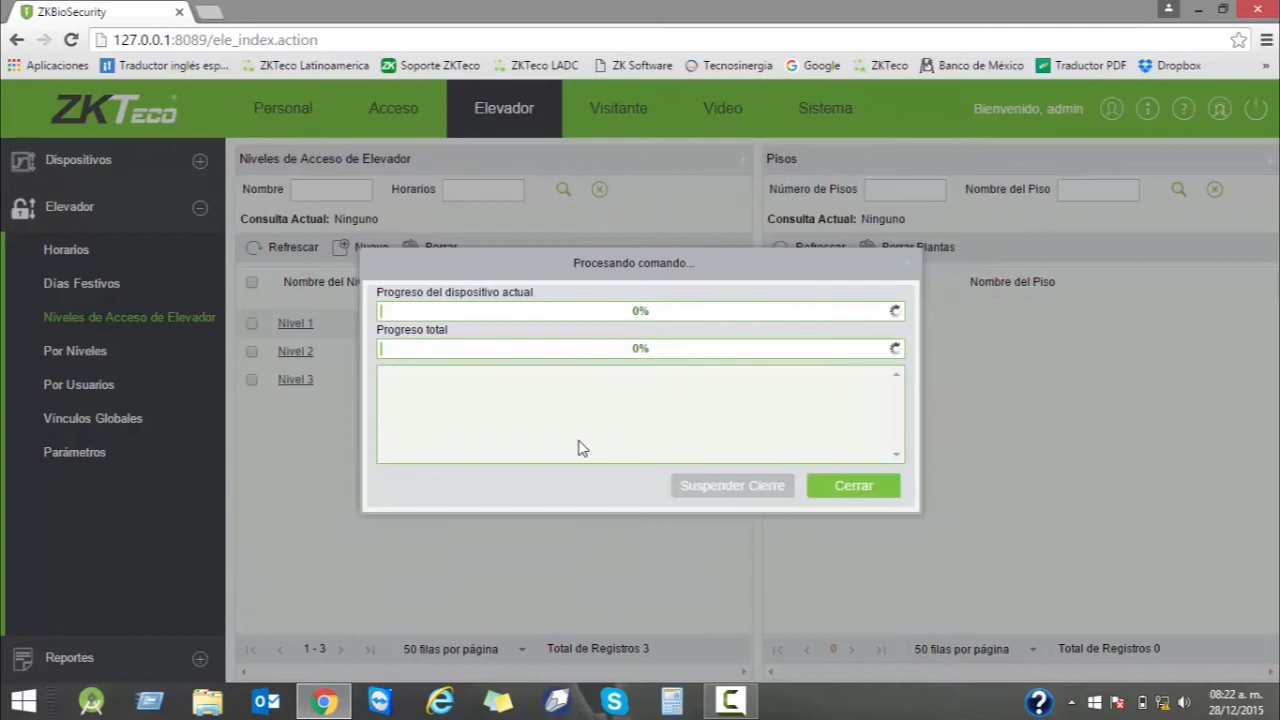 ZKBioSecurity
127.0.0.1:8089/ele_index.action
Aplicaciones Traductor inglés esp... ZKTeco Latinoamerica Soporte ZKTeco ZKTeco LADC ZK Software Tecnosinergia Google ZKTeco Banco de México Traductor PDF Dropbox »
ZKTeco Personal Acceso Elevador Visitante Video Sistema Bienvenido, admin
Dispositivos
Elevador
Horarios
Días Festivos
Niveles de Acceso de Elevador
Por Niveles
Por Usuarios
Vínculos Globales
Parámetros
Reportes
Niveles de Acceso de Elevador
Nombre Horarios
Consulta Actual: Ninguno
Refrescar Nuevo Borrar
Nombre del Niv
Nivel 1
Nivel 2
Nivel 3
1 - 3 50 filas por página Total de Registros 3
Pisos
Número de Pisos Nombre del Piso
Consulta Actual: Ninguno
Refrescar Borrar Plantas
Nombre del Piso
0 50 filas por página Total de Registros 0
Procesando comando...
Progreso del dispositivo actual
0%
Progreso total
0%
Suspender Cierre Cerrar
08:22 a. m.
28/12/2015